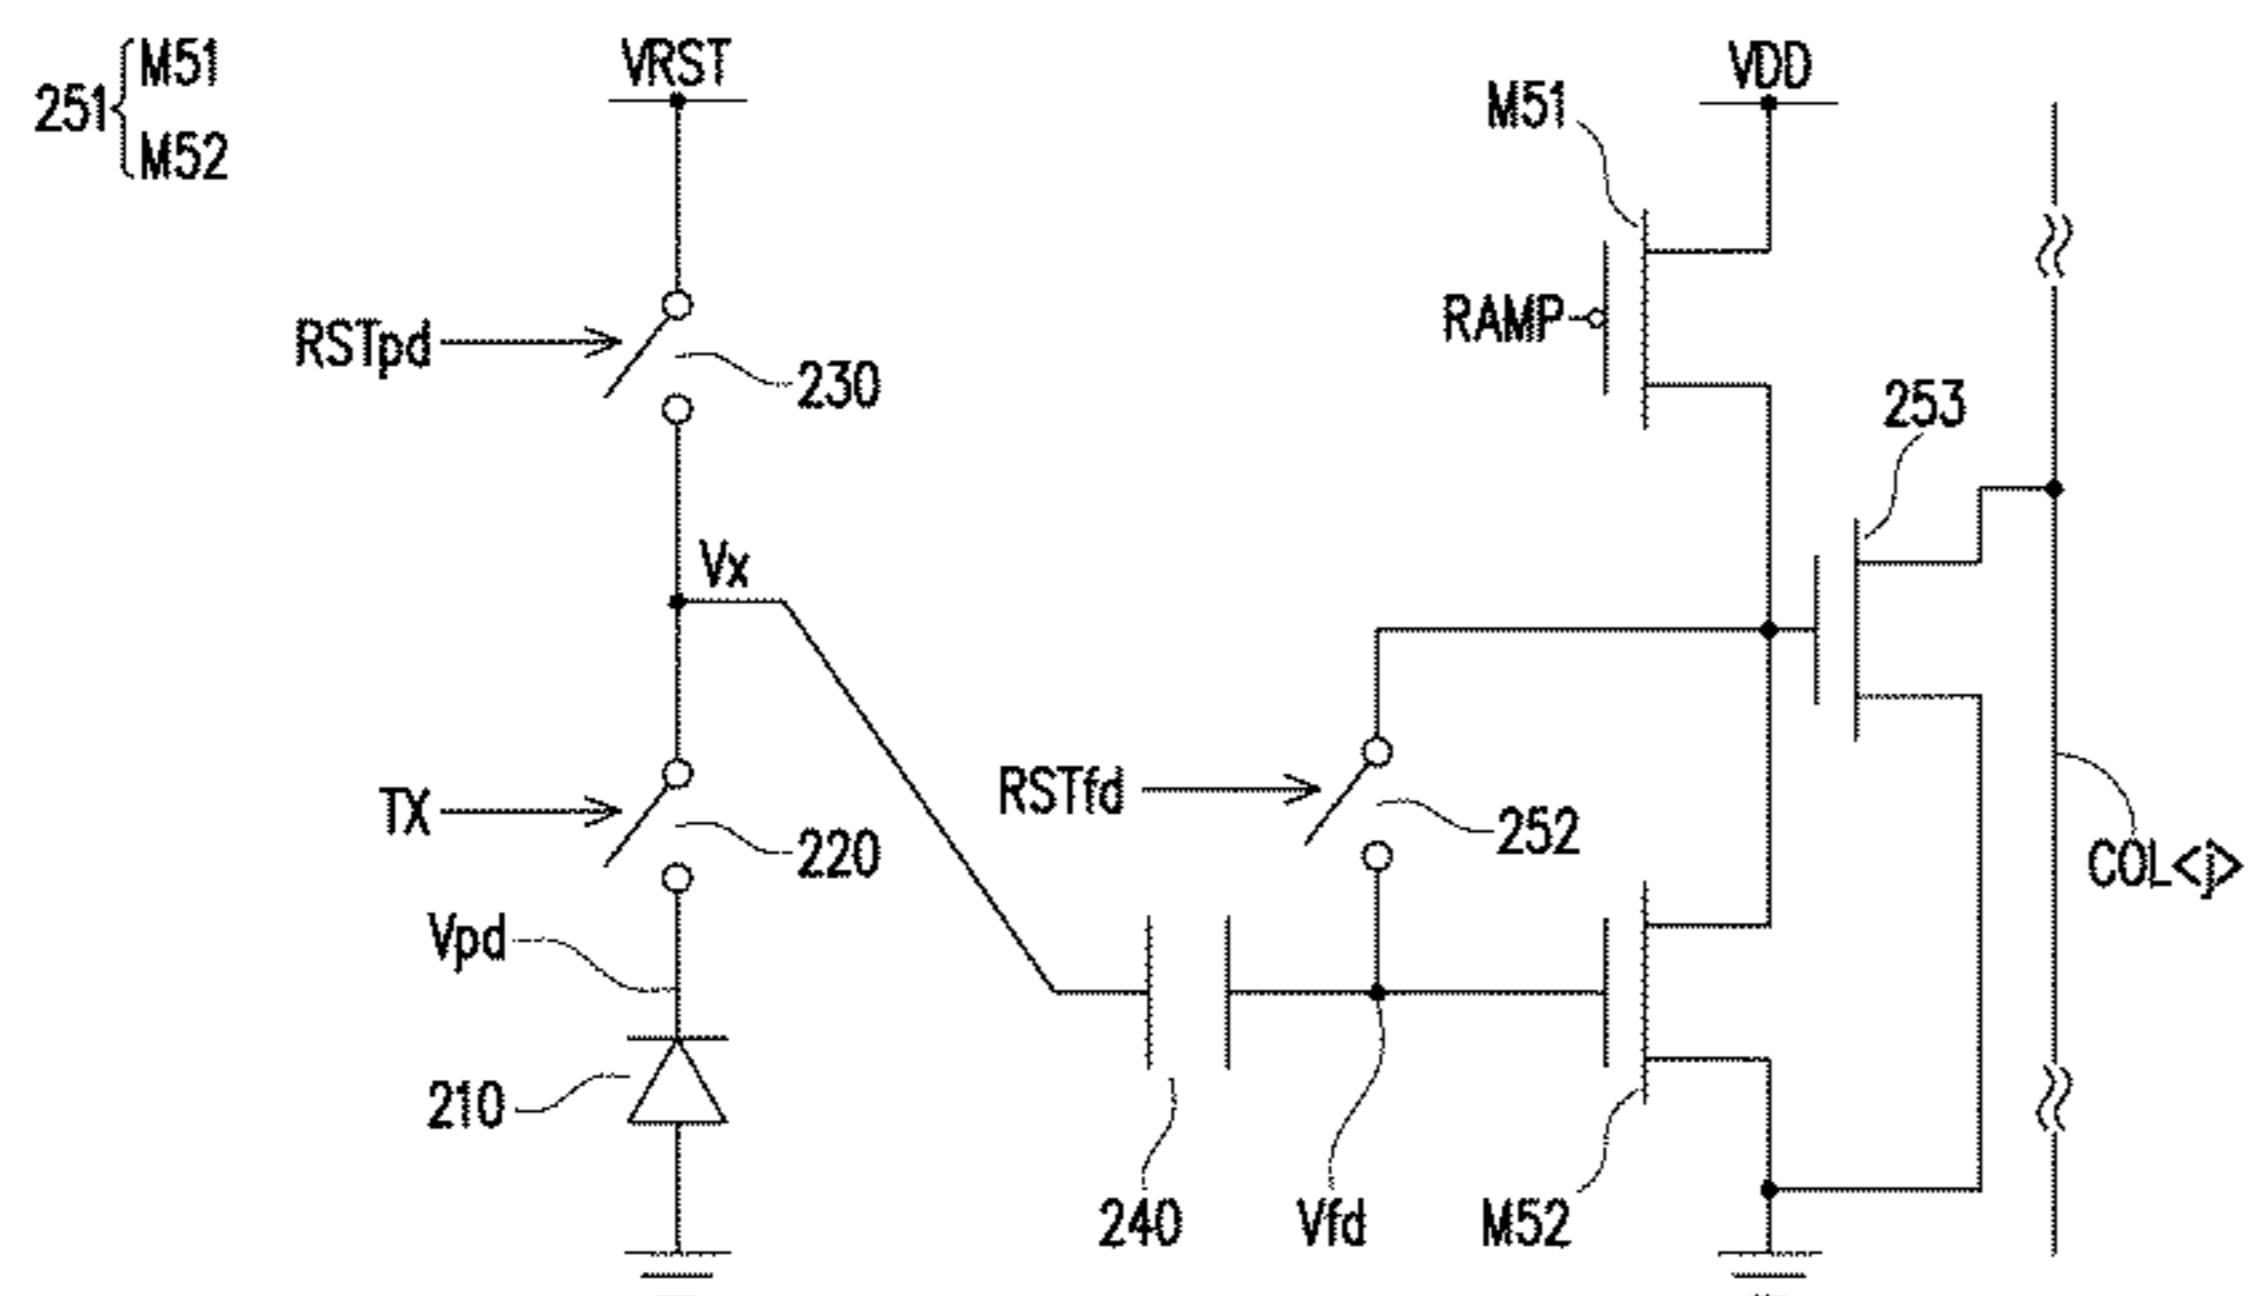 251
M51
M52
VRST
VDD
M51
RAMP
RSTpd
230
253
Vx
TX
220
RSTfd
252
COL<j>
Vpd
210
240
Vfd
M52